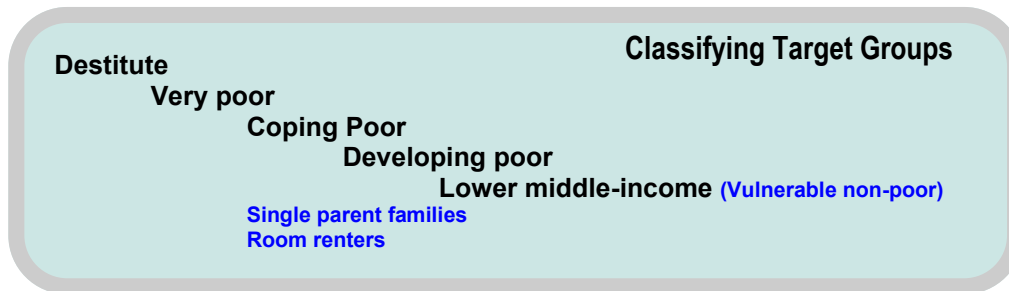 Classifying Target Groups
Destitute
Very poor
Coping Poor
Developing poor
Lower middle-income (Vulnerable non-poor)
Single parent families
Room renters